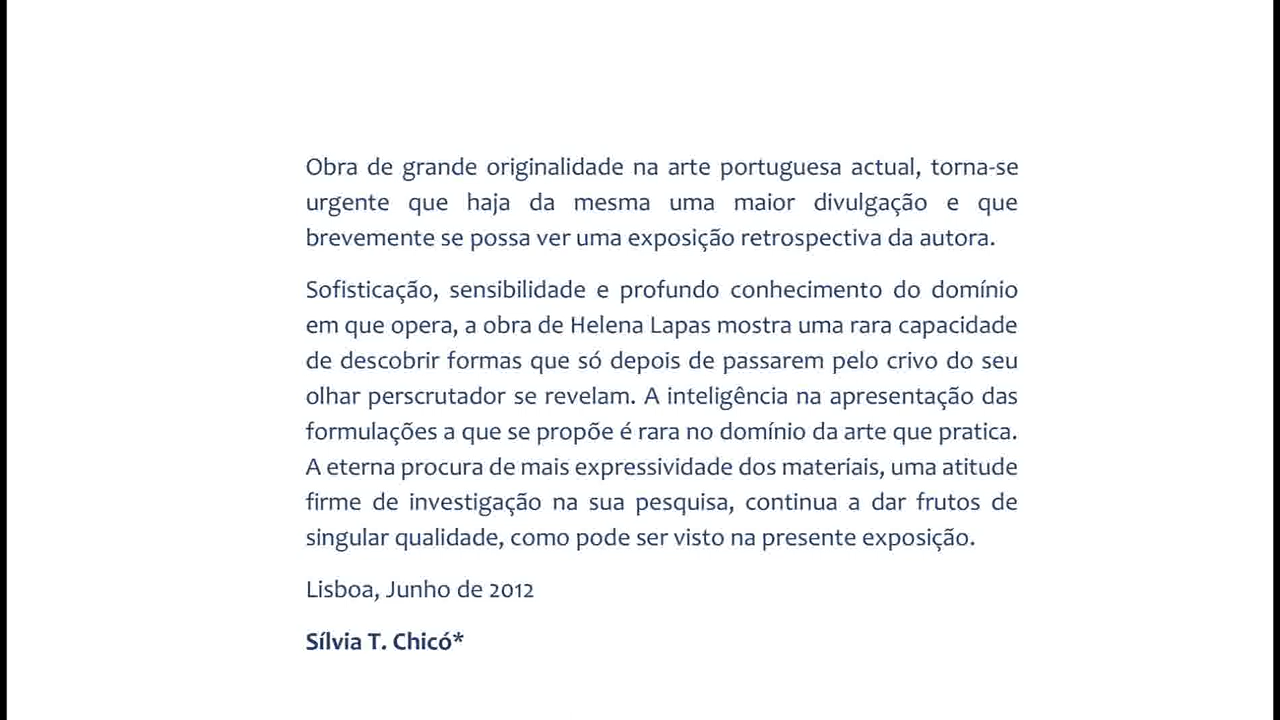 Obra de grande originalidade na arte portuguesa actual, torna-se
urgente que haja da mesma uma maior divulgação e que
brevemente se possa ver uma exposição retrospectiva da autora.
Sofisticação, sensibilidade e profundo conhecimento do domínio
em que opera, a obra de Helena Lapas mostra uma rara capacidade
de descobrir formas que só depois de passarem pelo crivo do seu
olhar perscrutador se revelam. A inteligência na apresentação das
formulações a que se propõe é rara no domínio da arte que pratica.
A eterna procura de mais expressividade dos materiais, uma atitude
firme de investigação na sua pesquisa, continua a dar frutos de
singular qualidade, como pode ser visto na presente exposição.
Lisboa, Junho de 2012
Sílvia T. Chicó*